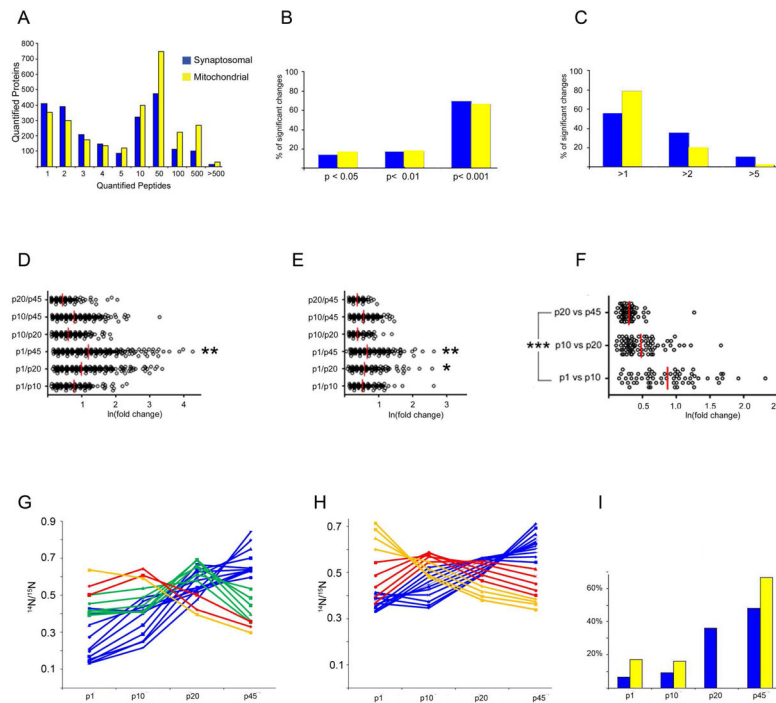 A
B
C
800
700
600
500
400
300
200
100
Quantified Proteins
Synaptosomal
Mitochondrial
1 2 3 4 5 10 50 100 500 >500
Quantified Peptides
100
80
60
40
20
% of significant changes
p < 0.05 p< 0.01 p< 0.001
100
80
60
40
20
% of significant changes
>1 >2 >5
D
E
F
p20/p45
p10/p45
p10/p20
p1/p45 **
p1/p20
p1/p10
1 2 3 4
ln(fold change)
p20/p45
p10/p45
p10/p20
p1/p45 **
p1/p20 *
p1/p10
1 2 3
ln(fold change)
p20 vs p45
*** p10 vs p20
p1 vs p10
0.5 1.0 1.5 2
ln(fold change)
G
H
I
0.9
0.7
0.5
0.3
0.1
¹⁴N/¹⁵N
p1 p10 p20 p45
0.7
0.5
0.3
0.1
¹⁴N/¹⁵N
p1 p10 p20 p45
60%
40%
20%
p1 p10 p20 p45